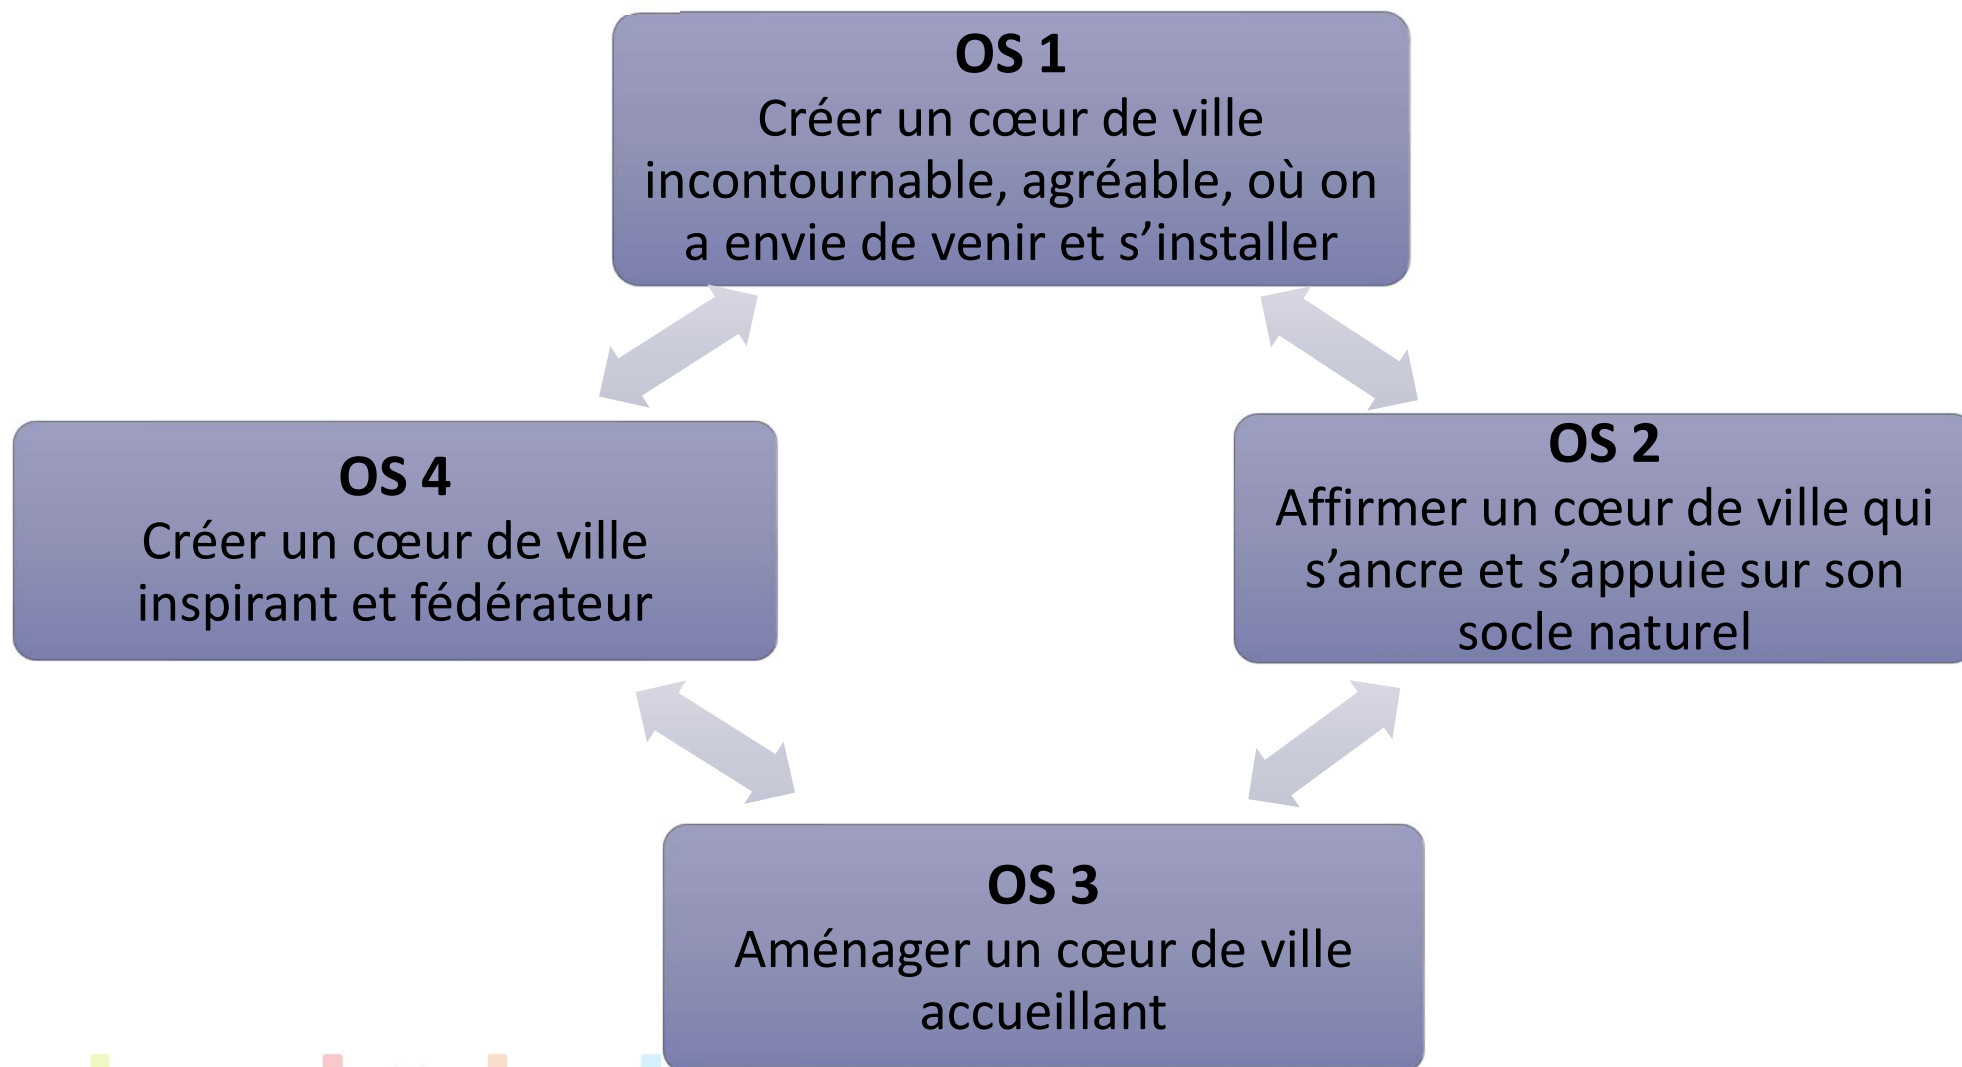 OS 1
Créer un cœur de ville
incontournable, agréable, où on
a envie de venir et s’installer
OS 4
Créer un cœur de ville
inspirant et fédérateur
OS 2
Affirmer un cœur de ville qui
s’ancre et s’appuie sur son
socle naturel
OS 3
Aménager un cœur de ville
accueillant